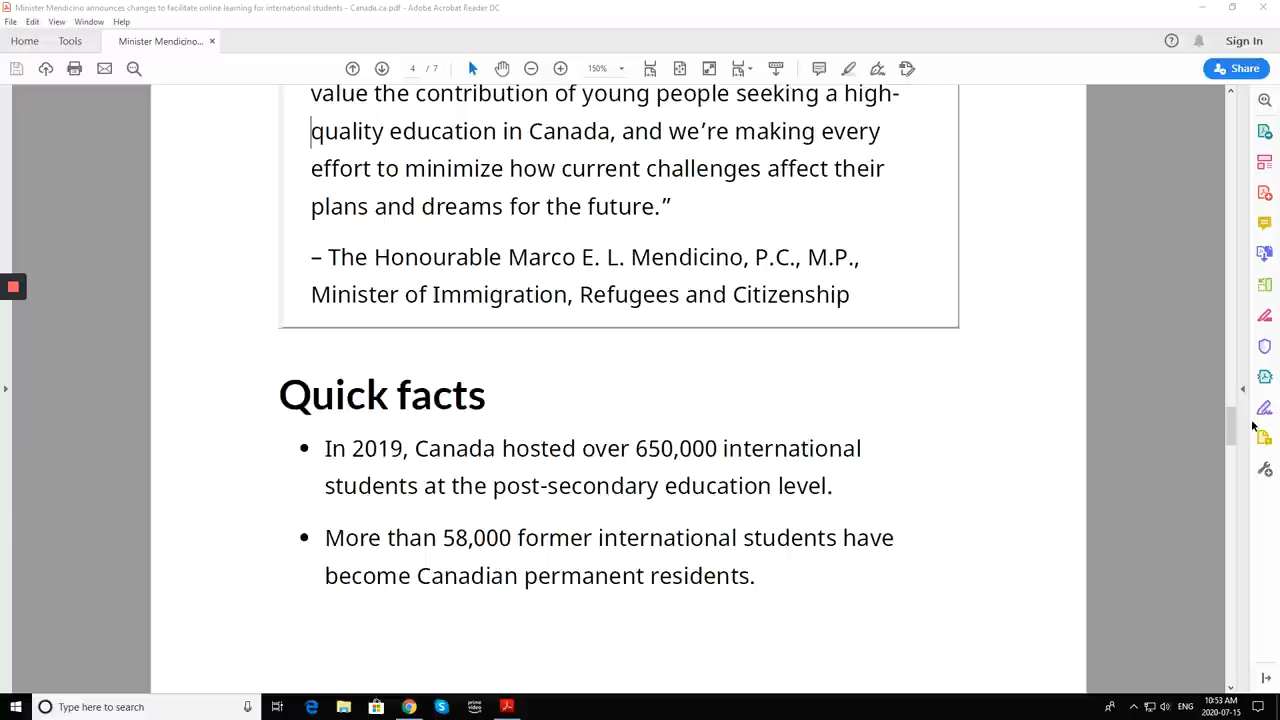 Minister Mendicino announces changes to facilitate online learning for international students - Canada.ca.pdf - Adobe Acrobat Reader DC
File Edit View Window Help
Home Tools Minister Mendicino... × Sign In
4 / 7 150% Share
value the contribution of young people seeking a high-
quality education in Canada, and we’re making every
effort to minimize how current challenges affect their
plans and dreams for the future.”
– The Honourable Marco E. L. Mendicino, P.C., M.P.,
Minister of Immigration, Refugees and Citizenship
Quick facts
• In 2019, Canada hosted over 650,000 international
students at the post-secondary education level.
• More than 58,000 former international students have
become Canadian permanent residents.
Type here to search
prime video
ENG
10:53 AM
2020-07-15